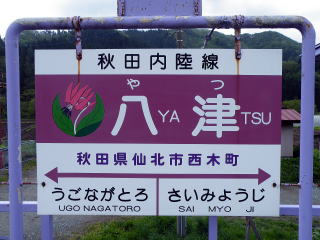 秋田内陸線
や つ
八 YA 津 TSU
秋田県仙北市西木町
うごながとろ さいみょうじ
UGO NAGATORO SAI MYO JI